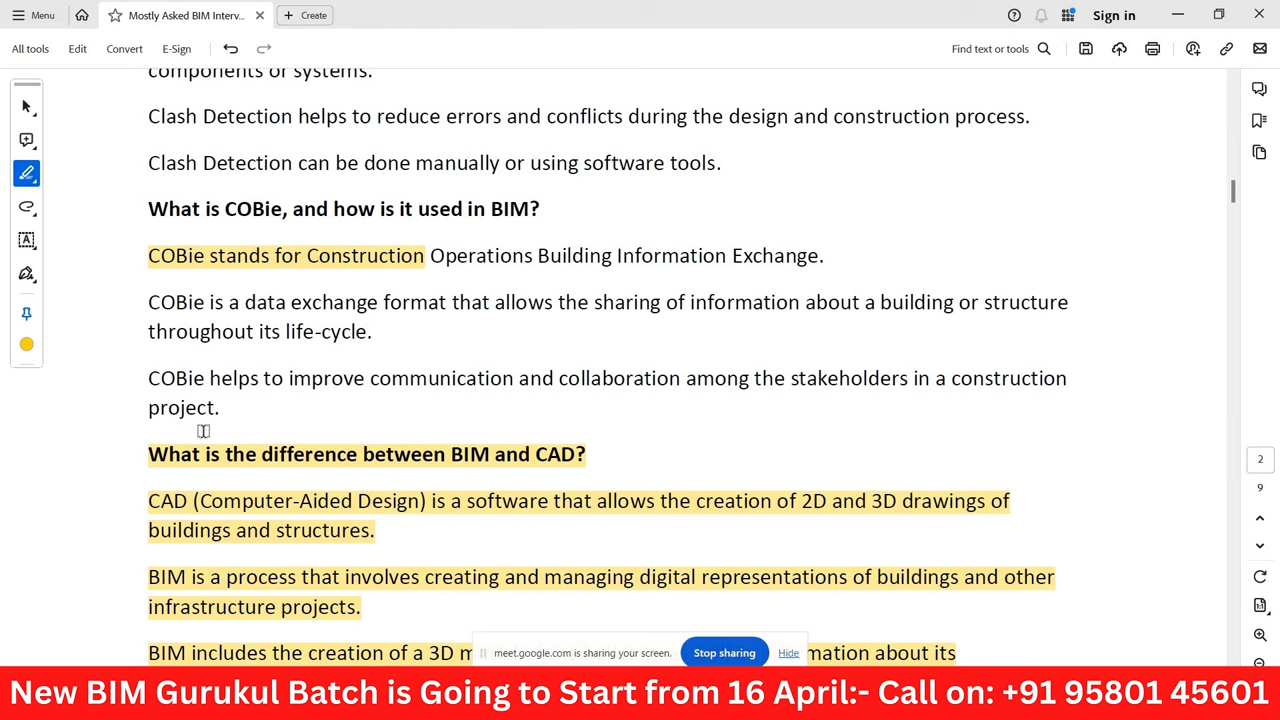 Menu
Mostly Asked BIM Interv...
Create
Sign in
All tools
Edit
Convert
E-Sign
Find text or tools
components or systems.
Clash Detection helps to reduce errors and conflicts during the design and construction process.
Clash Detection can be done manually or using software tools.
What is COBie, and how is it used in BIM?
COBie stands for Construction Operations Building Information Exchange.
COBie is a data exchange format that allows the sharing of information about a building or structure
throughout its life-cycle.
COBie helps to improve communication and collaboration among the stakeholders in a construction
project.
What is the difference between BIM and CAD?
CAD (Computer-Aided Design) is a software that allows the creation of 2D and 3D drawings of
buildings and structures.
BIM is a process that involves creating and managing digital representations of buildings and other
infrastructure projects.
BIM includes the creation of a 3D m
mation about its
2
9
meet.google.com is sharing your screen.
Stop sharing
Hide
New BIM Gurukul Batch is Going to Start from 16 April:- Call on: +91 95801 45601